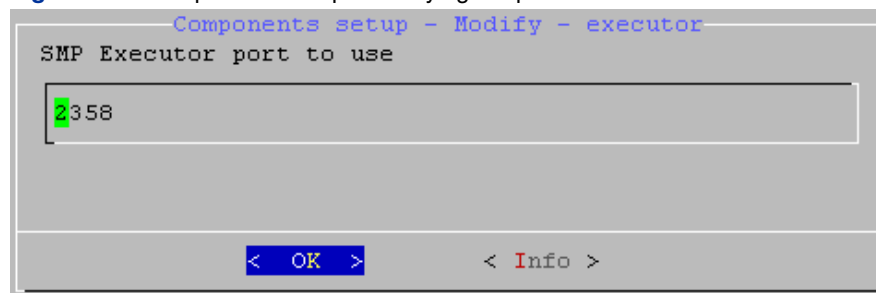 Components setup - Modify - executor
SMP Executor port to use
2358
< OK > < Info >